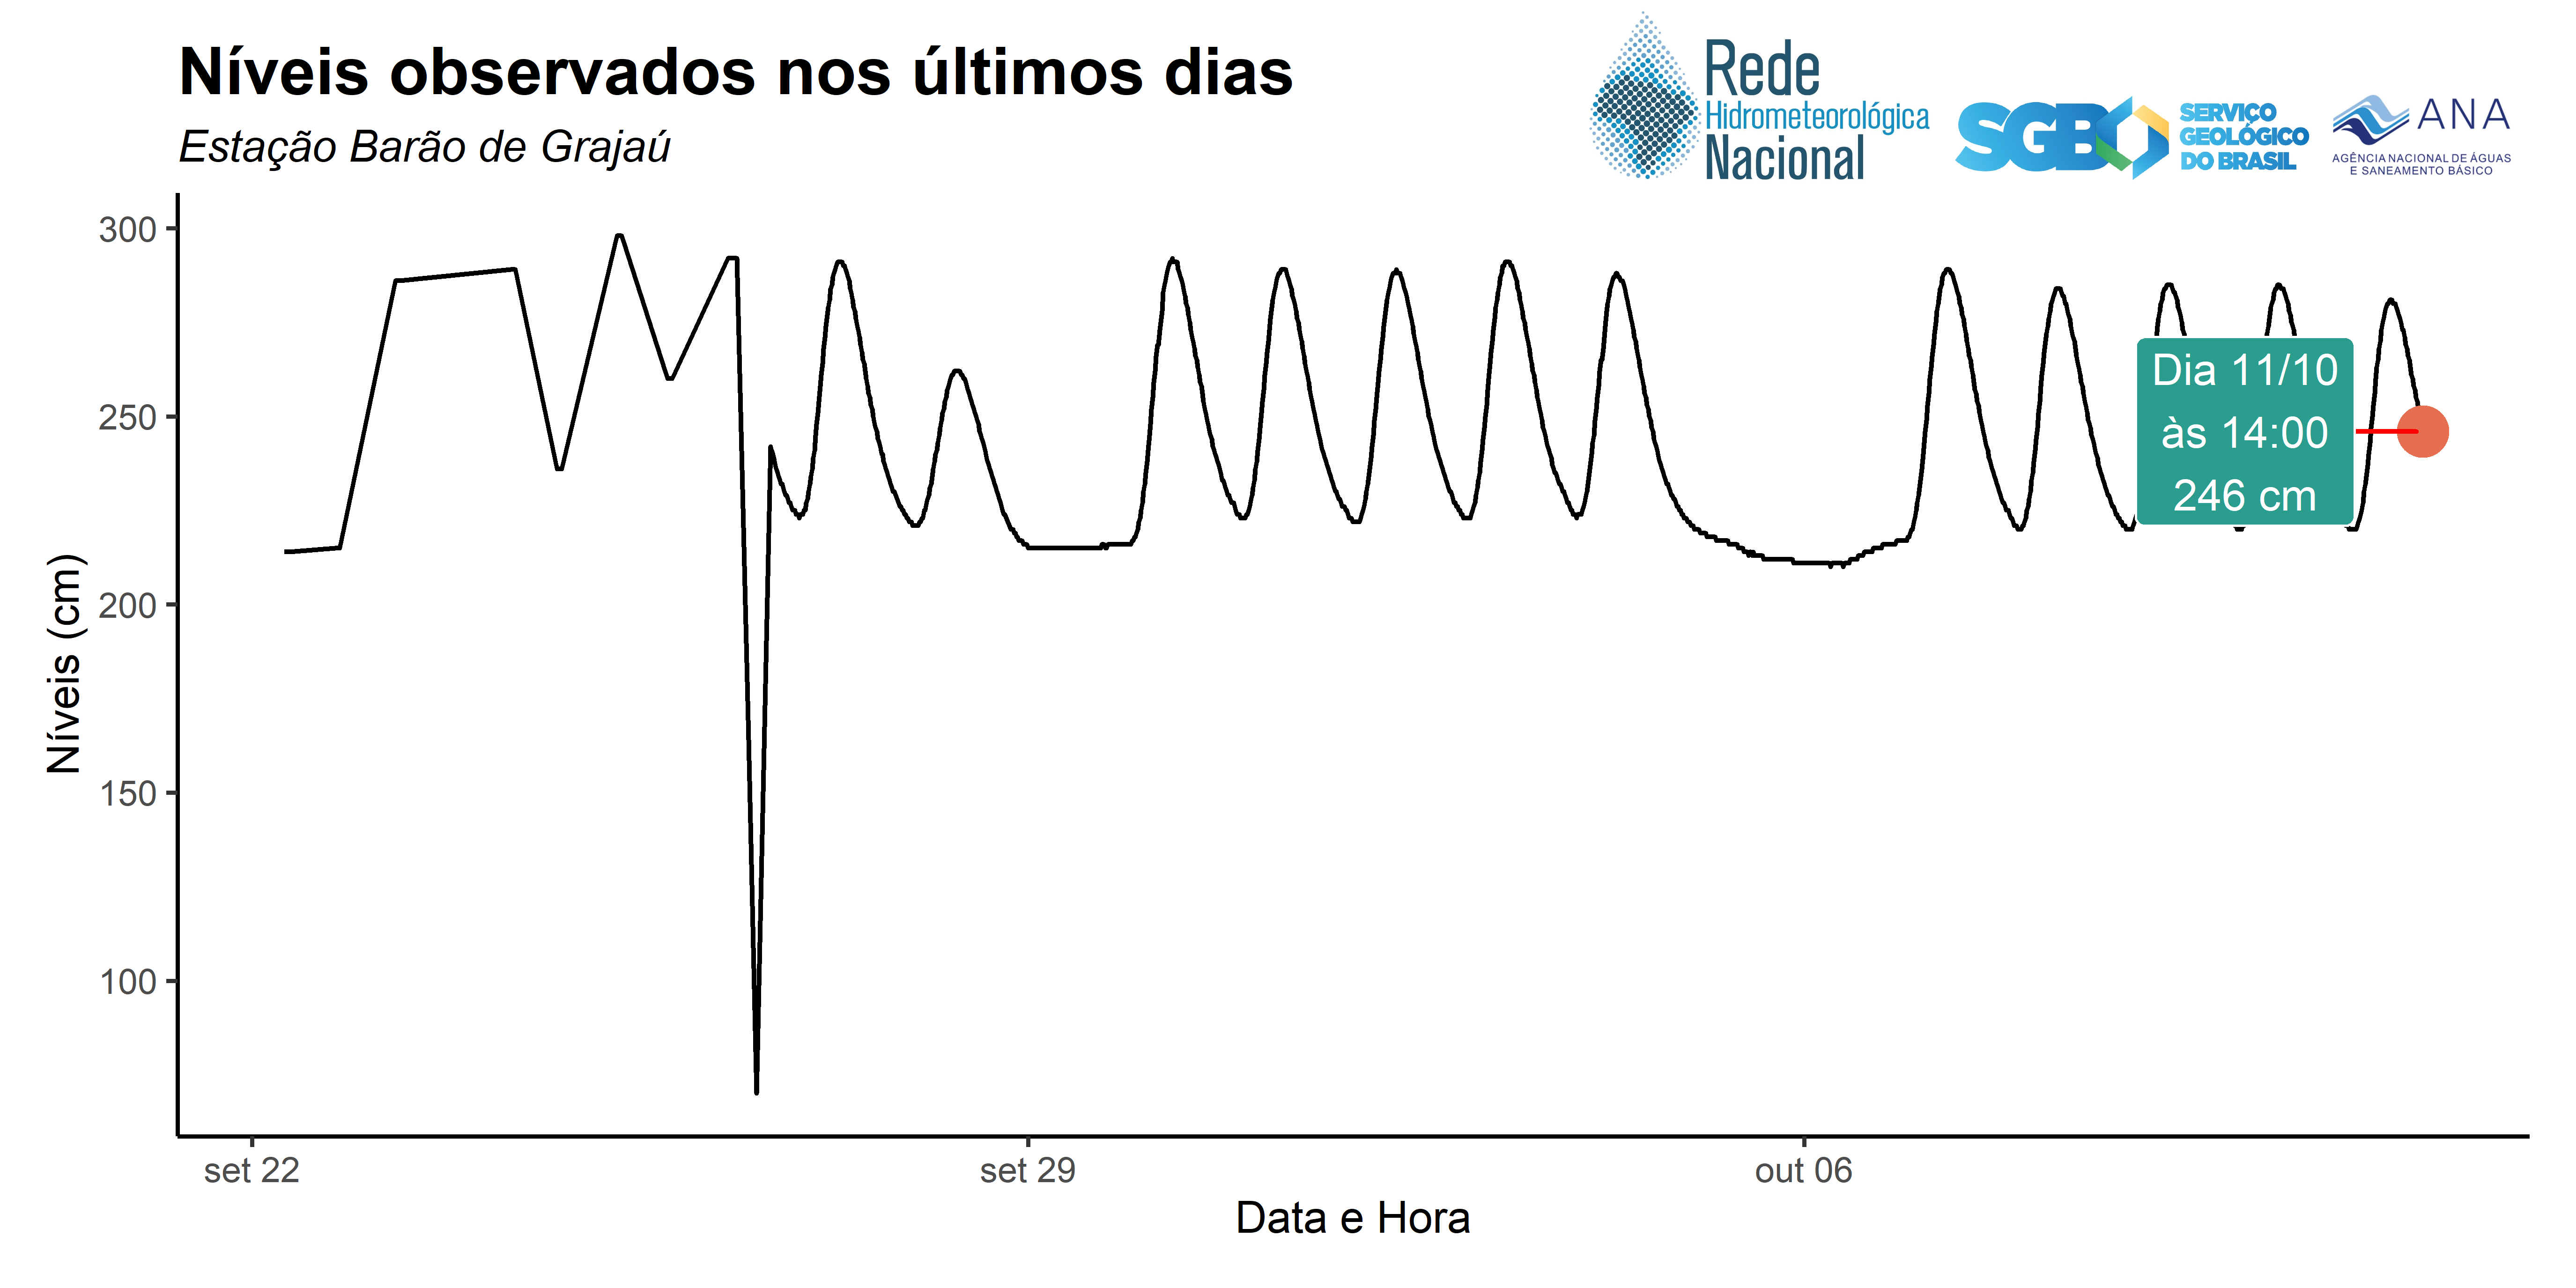 Níveis observados nos últimos dias
Estação Barão de Grajaú
Rede
Hidrometeorológica
Nacional
SGB
SERVIÇO
GEOLÓGICO
DO BRASIL
ANA
AGÊNCIA NACIONAL DE ÁGUAS
E SANEAMENTO BÁSICO
Níveis (cm)
300
250
200
150
100
Dia 11/10
às 14:00
246 cm
set 22
set 29
out 06
Data e Hora